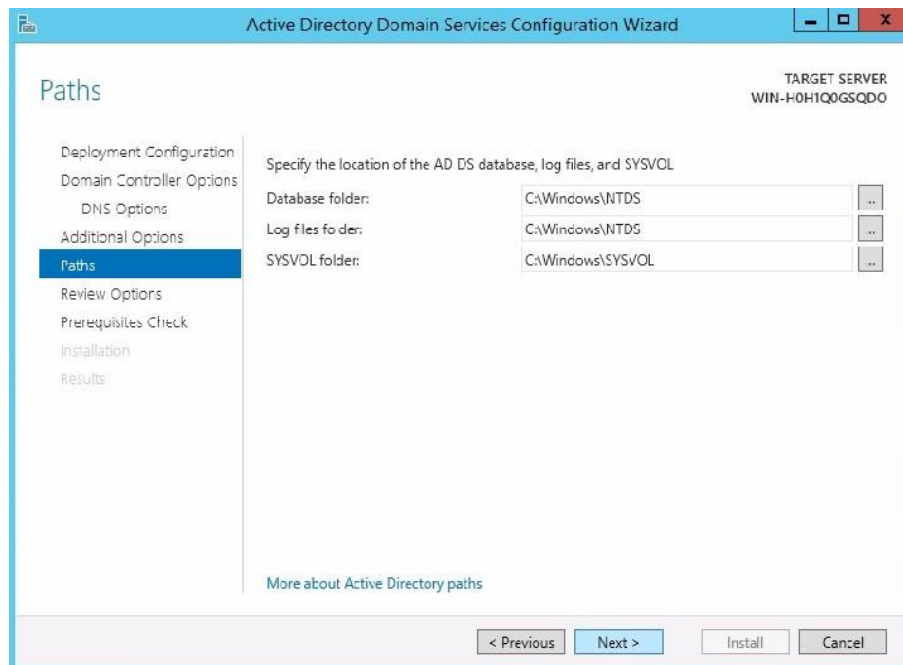 Active Directory Domain Services Configuration Wizard
Paths
TARGET SERVER
WIN-H0H1Q0GSQDO
Deployment Configuration
Domain Controller Options
DNS Options
Additional Options
Paths
Review Options
Prerequisites Check
Installation
Results
Specify the location of the AD DS database, log files, and SYSVOL
Database folder: C:\Windows\NTDS ..
Log files folder: C:\Windows\NTDS ..
SYSVOL folder: C:\Windows\SYSVOL ..
More about Active Directory paths
< Previous Next > Install Cancel